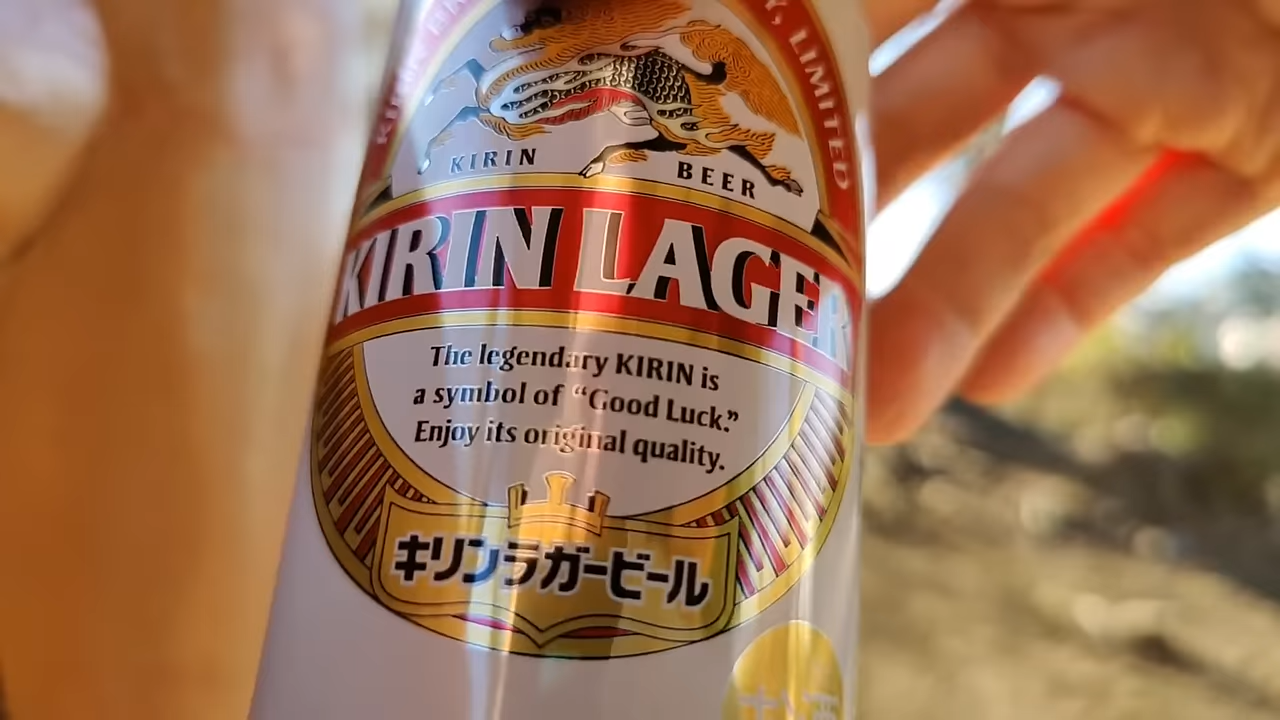 LIMITED
KIRIN BEER
KIRIN LAGER
The legendary KIRIN is
a symbol of “Good Luck.”
Enjoy its original quality.
キリンラガービール